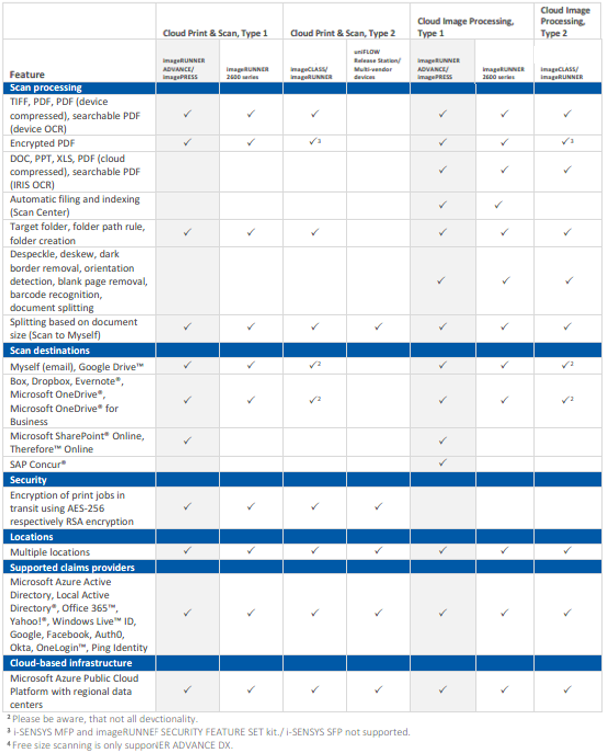 Cloud Print & Scan, Type 1 Cloud Print & Scan, Type 2 Cloud Image Processing, Type 1 Cloud Image Processing, Type 2
Feature imageRUNNER ADVANCE/ imagePRESS imageRUNNER 2600 series imageCLASS/ imageRUNNER uniFLOW Release Station/ Multi-vendor devices imageRUNNER ADVANCE/ imagePRESS imageRUNNER 2600 series imageCLASS/ imageRUNNER
Scan processing
TIFF, PDF, PDF (device
compressed), searchable PDF ✓ ✓ ✓ ✓ ✓ ✓
(device OCR)
Encrypted PDF ✓ ✓ ✓3 ✓ ✓ ✓3
DOC, PPT, XLS, PDF (cloud
compressed), searchable PDF ✓ ✓ ✓
(IRIS OCR)
Automatic filing and indexing ✓ ✓
(Scan Center)
Target folder, folder path rule, ✓ ✓ ✓ ✓ ✓ ✓
folder creation
Despeckle, deskew, dark
border removal, orientation
detection, blank page removal, ✓ ✓ ✓
barcode recognition,
document splitting
Splitting based on document ✓ ✓ ✓ ✓ ✓ ✓ ✓
size (Scan to Myself)
Scan destinations
Myself (email), Google Drive™ ✓ ✓ ✓2 ✓ ✓ ✓2
Box, Dropbox, Evernote®,
Microsoft OneDrive®, ✓ ✓ ✓2 ✓ ✓ ✓2
Microsoft OneDrive® for
Business
Microsoft SharePoint® Online, ✓ ✓
Therefore™ Online
SAP Concur® ✓
Security
Encryption of print jobs in
transit using AES-256 ✓ ✓ ✓ ✓
respectively RSA encryption
Locations
Multiple locations ✓ ✓ ✓ ✓ ✓ ✓ ✓
Supported claims providers
Microsoft Azure Active
Directory, Local Active
Directory®, Office 365™,
Yahoo!®, Windows Live™ ID, ✓ ✓ ✓ ✓ ✓ ✓ ✓
Google, Facebook, Auth0,
Okta, OneLogin™, Ping Identity
Cloud-based infrastructure
Microsoft Azure Public Cloud
Platform with regional data ✓ ✓ ✓ ✓ ✓ ✓ ✓
centers
2 Please be aware, that not all devctionality.
3 i-SENSYS MFP and imageRUNNEF SECURITY FEATURE SET kit./ i-SENSYS SFP not supported.
4 Free size scanning is only supponER ADVANCE DX.